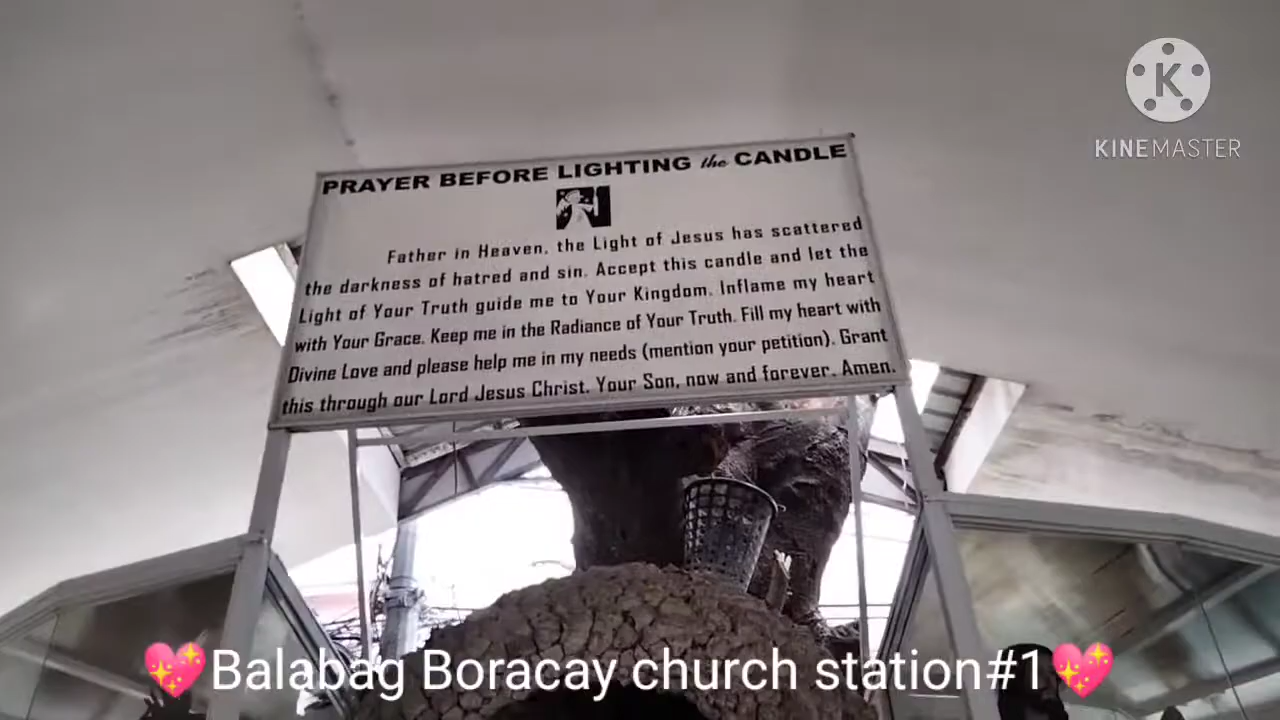 K
KINEMASTER
PRAYER BEFORE LIGHTING the CANDLE
Father in Heaven, the Light of Jesus has scattered
the darkness of hatred and sin. Accept this candle and let the
Light of Your Truth guide me to Your Kingdom. Inflame my heart
with Your Grace. Keep me in the Radiance of Your Truth. Fill my heart with
Divine Love and please help me in my needs (mention your petition). Grant
this through our Lord Jesus Christ. Your Son, now and forever. Amen.
💖Balabag Boracay church station#1💖